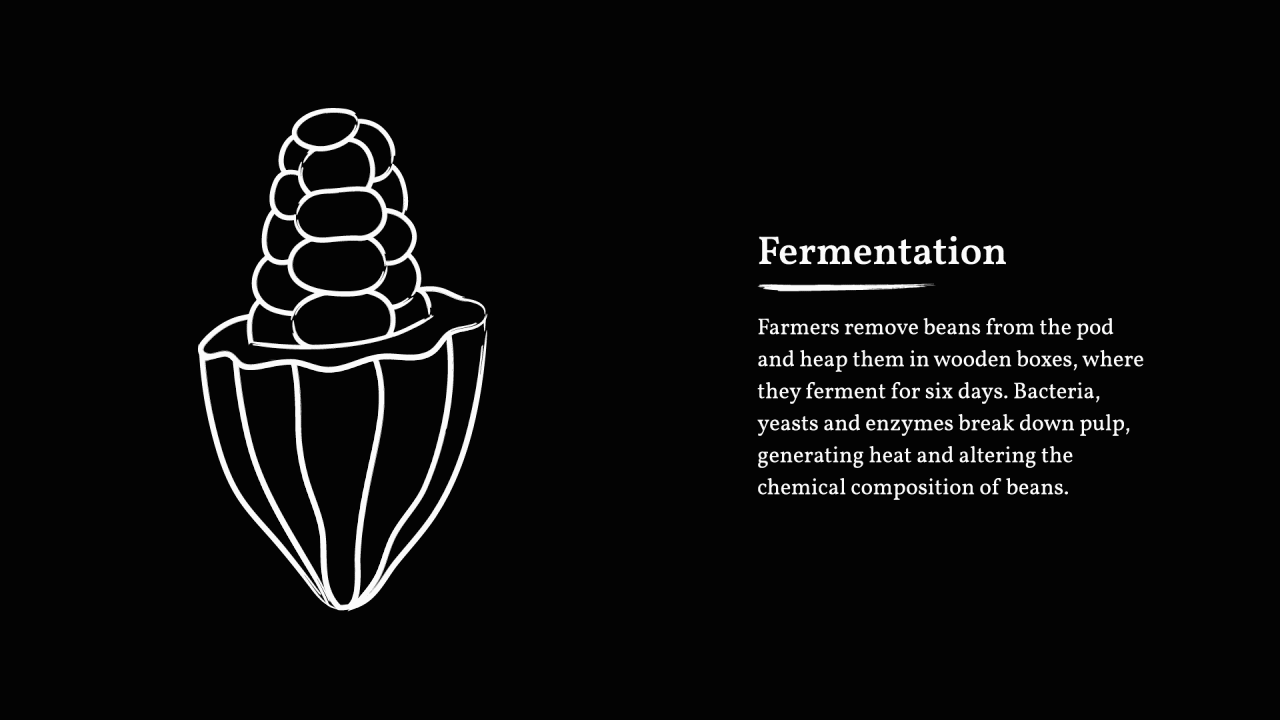 Fermentation
Farmers remove beans from the pod
and heap them in wooden boxes, where
they ferment for six days. Bacteria,
yeasts and enzymes break down pulp,
generating heat and altering the
chemical composition of beans.